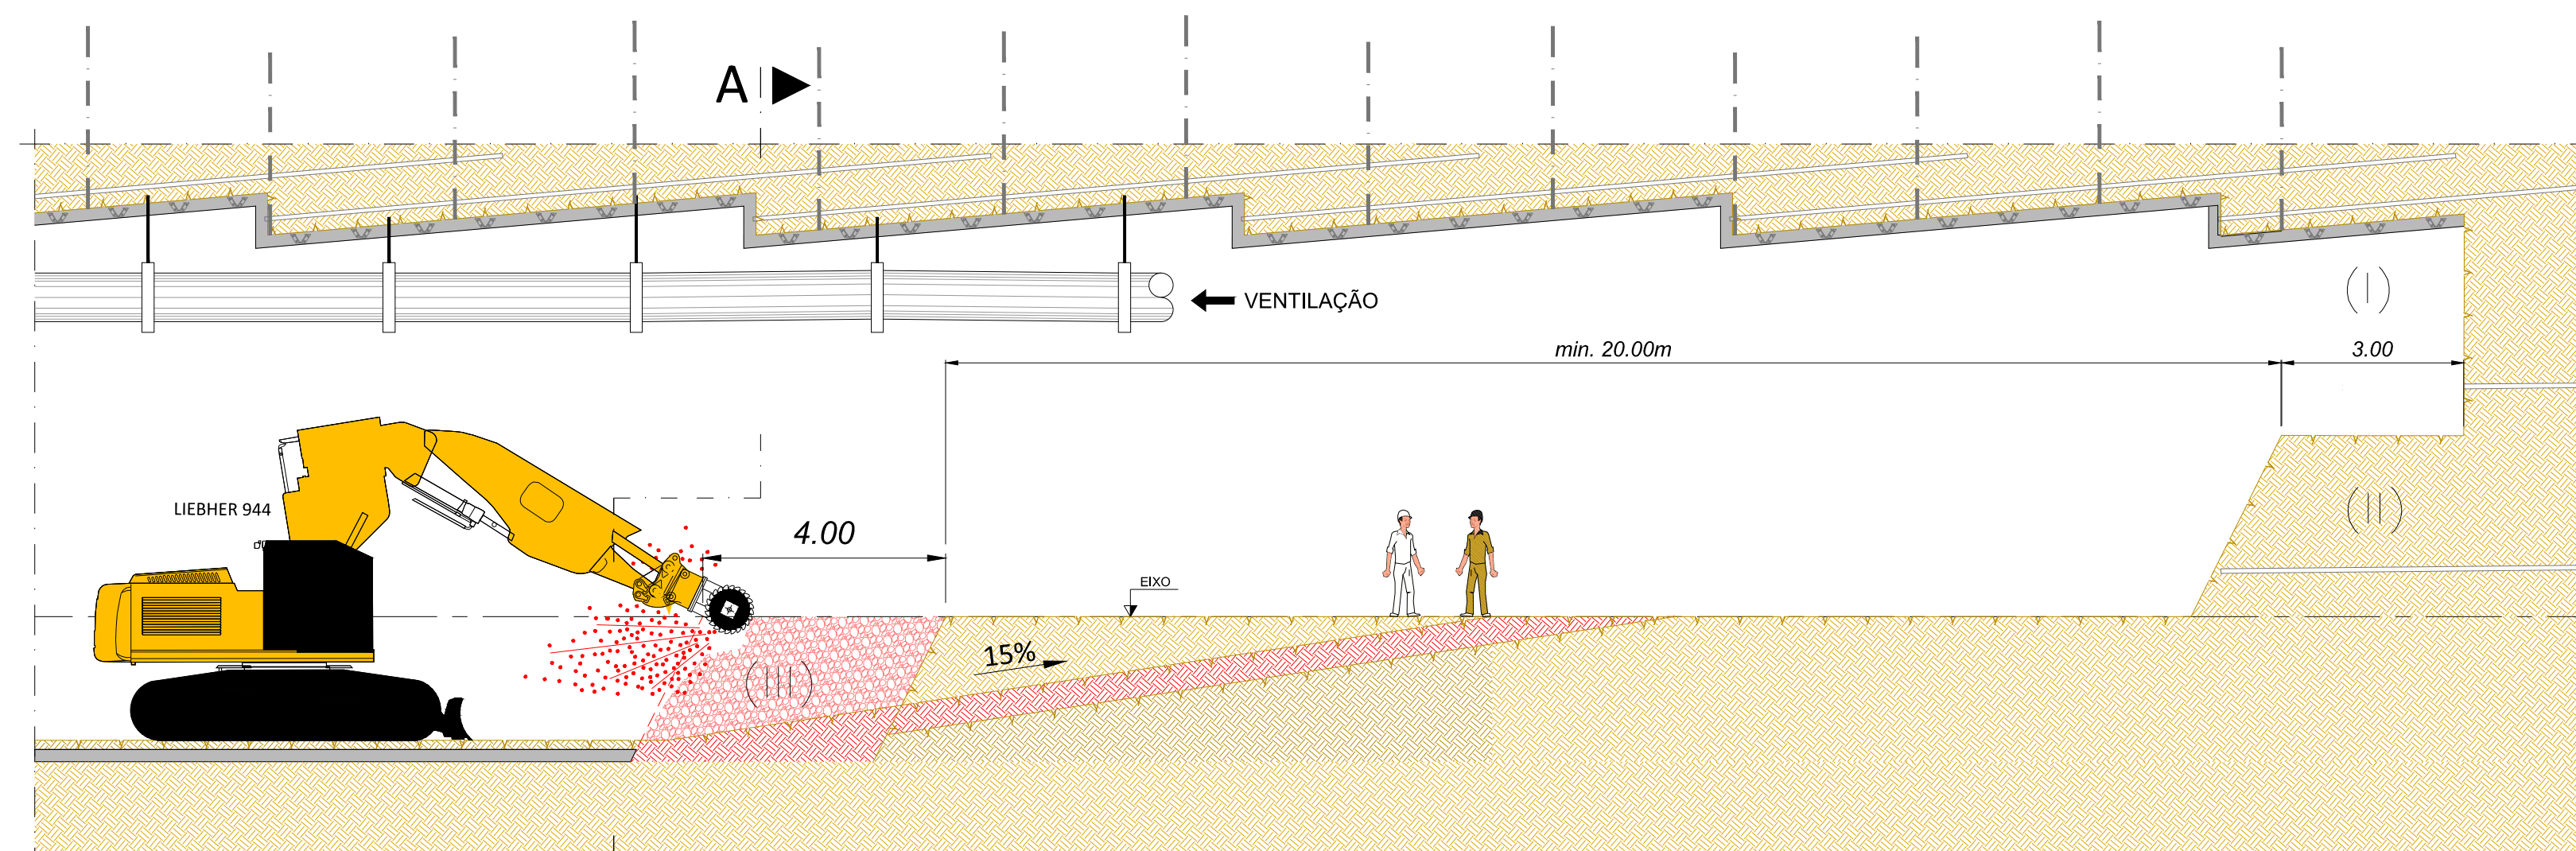 A
VENTILAÇÃO
(I)
min. 20.00m
3.00
LIEBHER 944
4.00
(II)
EIXO
15%
(III)